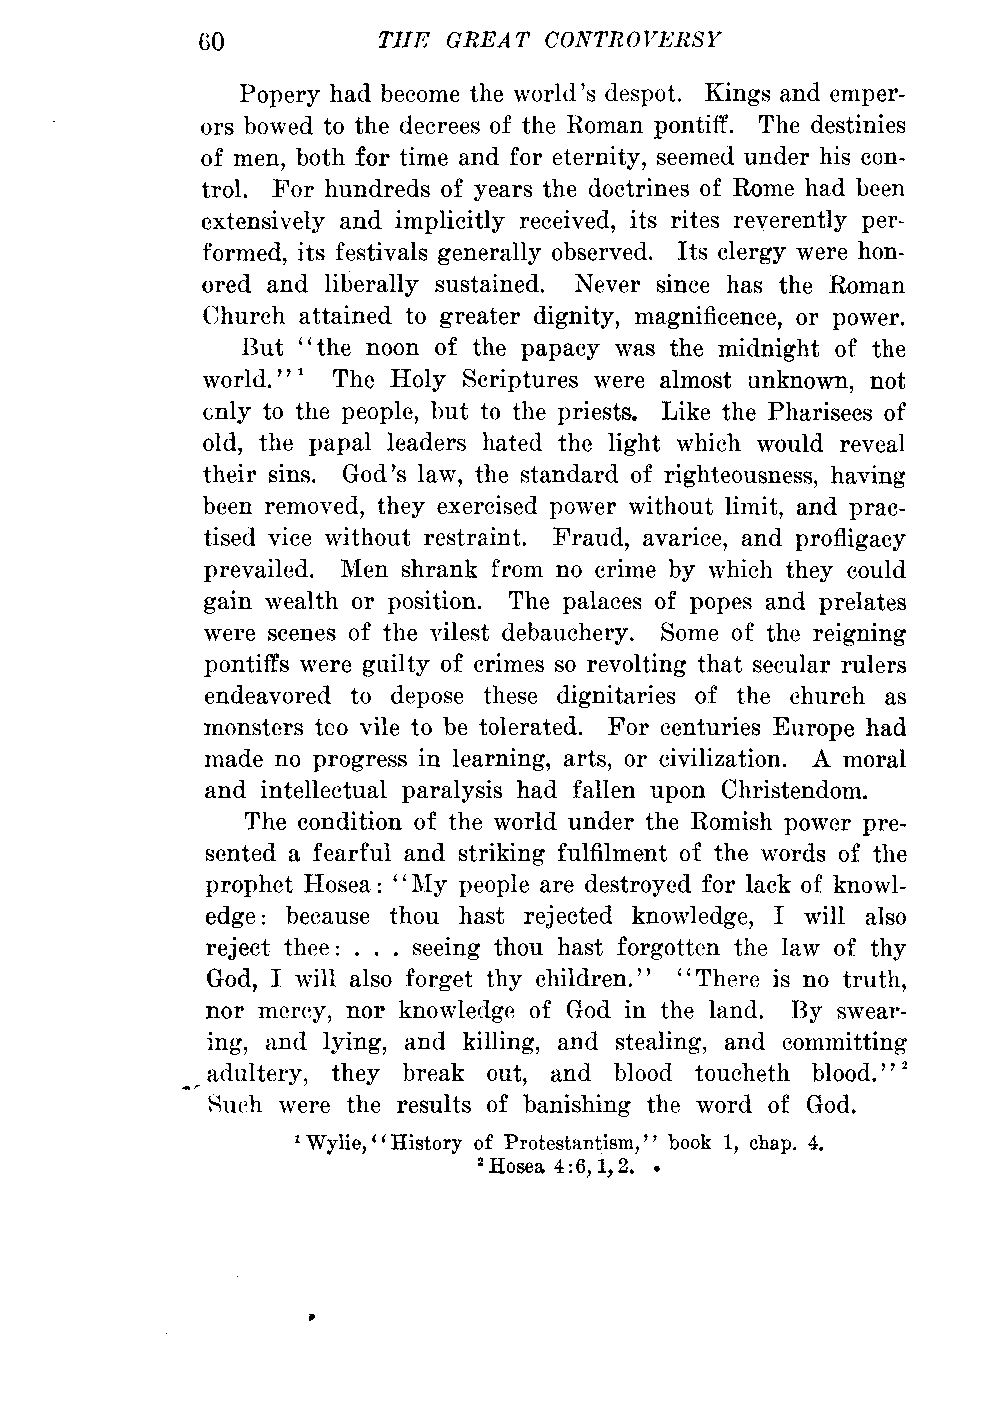 60 THE GREAT CONTROVERSY
Popery had become the world's despot. Kings and emper-
ors bowed to the decrees of the Roman pontiff. The destinies
of men, both for time and for eternity, seemed under his con-
trol. For hundreds of years the doctrines of Rome had been
extensively and implicitly received, its rites reverently per-
formed, its festivals generally observed. Its clergy were hon-
ored and liberally sustained. Never since has the Roman
Church attained to greater dignity, magnificence, or power.
But "the noon of the papacy was the midnight of the
world."¹ The Holy Scriptures were almost unknown, not
only to the people, but to the priests. Like the Pharisees of
old, the papal leaders hated the light which would reveal
their sins. God's law, the standard of righteousness, having
been removed, they exercised power without limit, and prac-
tised vice without restraint. Fraud, avarice, and profligacy
prevailed. Men shrank from no crime by which they could
gain wealth or position. The palaces of popes and prelates
were scenes of the vilest debauchery. Some of the reigning
pontiffs were guilty of crimes so revolting that secular rulers
endeavored to depose these dignitaries of the church as
monsters too vile to be tolerated. For centuries Europe had
made no progress in learning, arts, or civilization. A moral
and intellectual paralysis had fallen upon Christendom.
The condition of the world under the Romish power pre-
sented a fearful and striking fulfilment of the words of the
prophet Hosea: "My people are destroyed for lack of knowl-
edge: because thou hast rejected knowledge, I will also
reject thee: . . . seeing thou hast forgotten the law of thy
God, I will also forget thy children." "There is no truth,
nor mercy, nor knowledge of God in the land. By swear-
ing, and lying, and killing, and stealing, and committing
adultery, they break out, and blood toucheth blood."²
Such were the results of banishing the word of God.
¹ Wylie, "History of Protestantism," book 1, chap. 4.
² Hosea 4:6, 1, 2.